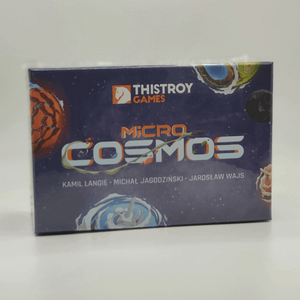 THISTROY
GAMES
MiCRO
COSMOS
KAMIL LANGIE - MICHAŁ JAGODZIŃSKI - JAROSŁAW WAJS